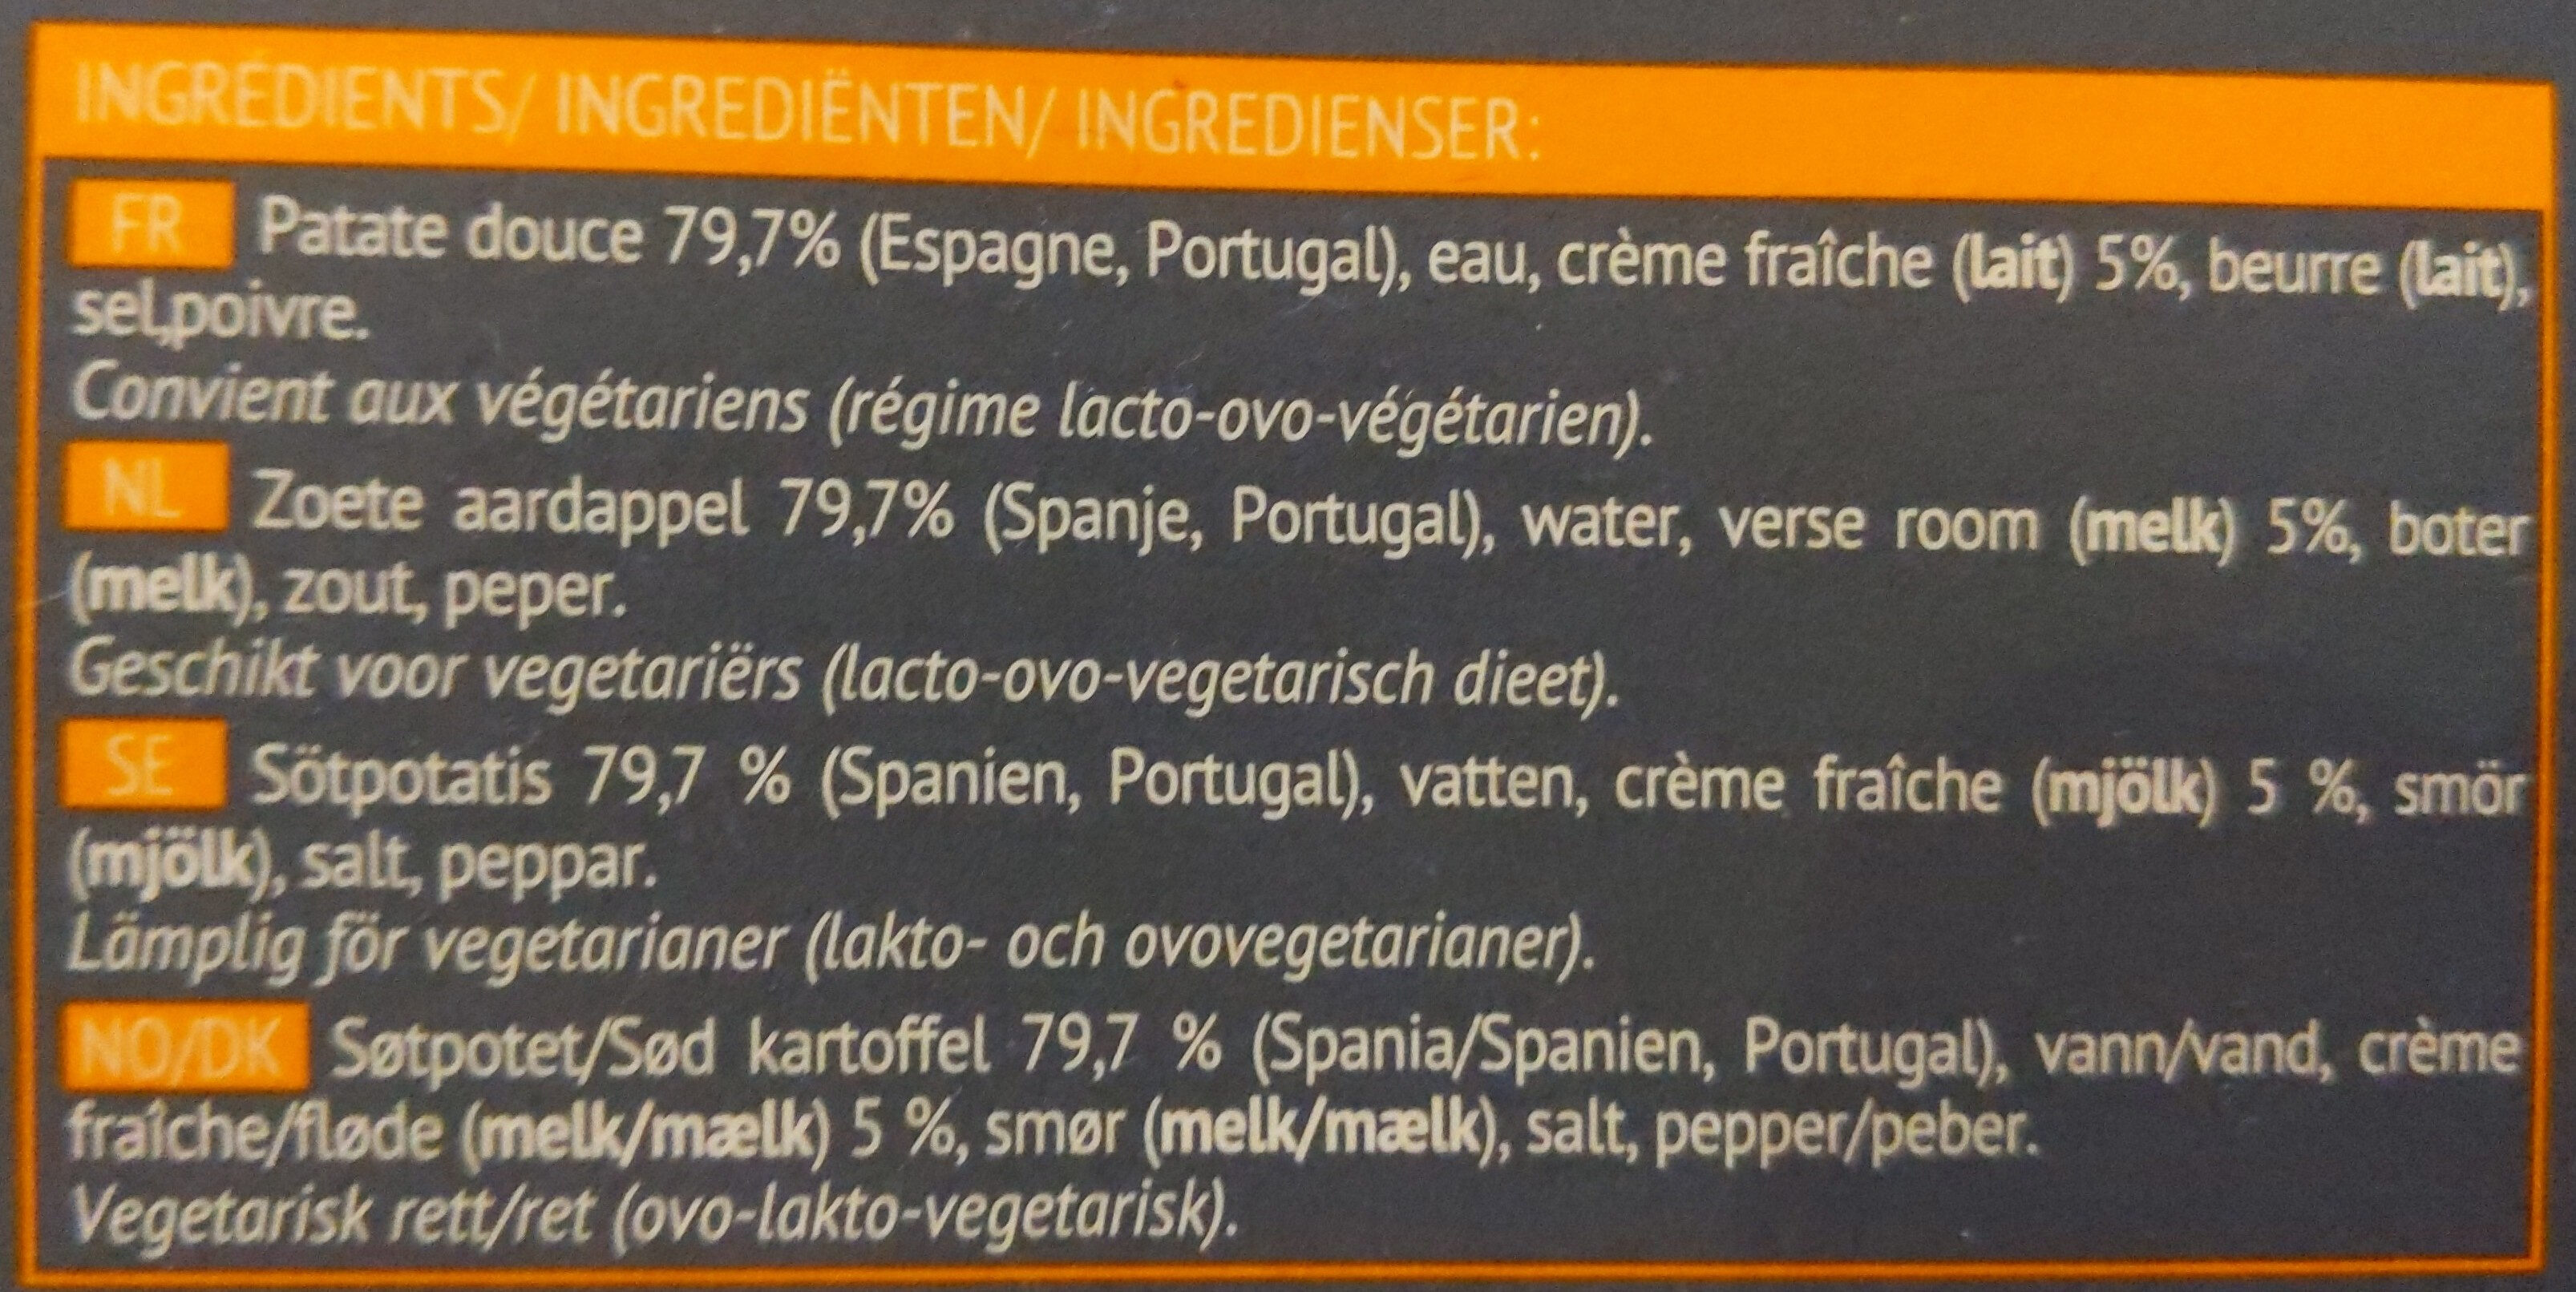 INGRÉDIENTS/ INGREDIËNTEN/ INGREDIENSER:
FR Patate douce 79,7% (Espagne, Portugal), eau, crème fraîche (lait) 5%, beurre (lait),
sel,poivre.
Convient aux végétariens (régime lacto-ovo-végétarien).
NL Zoete aardappel 79,7% (Spanje, Portugal), water, verse room (melk) 5%, boter
(melk), zout, peper.
Geschikt voor vegetariërs (lacto-ovo-vegetarisch dieet).
SE Sötpotatis 79,7 % (Spanien, Portugal), vatten, crème fraîche (mjölk) 5 %, smör
(mjölk), salt, peppar.
Lämplig för vegetarianer (lakto- och ovovegetarianer).
NO/DK Søtpotet/Sød kartoffel 79,7 % (Spania/Spanien, Portugal), vann/vand, crème
fraîche/fløde (melk/mælk) 5 %, smør (melk/mælk), salt, pepper/peber.
Vegetarisk rett/ret (ovo-lakto-vegetarisk).